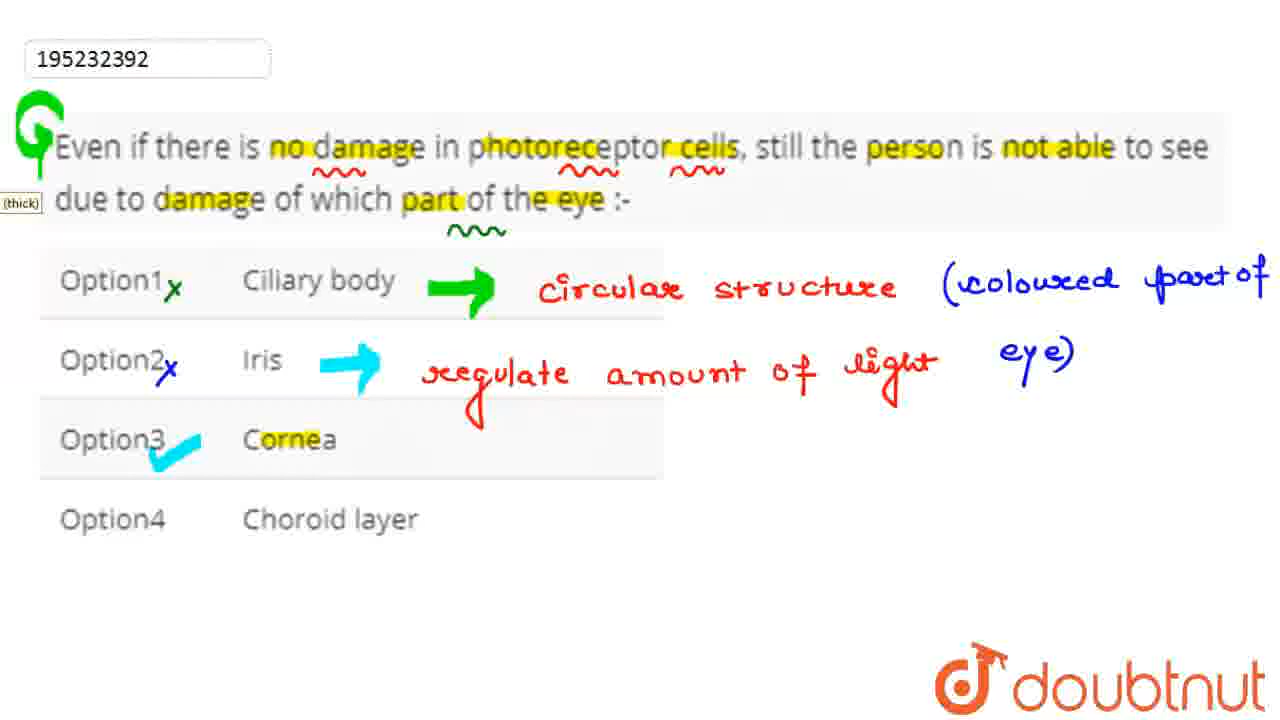 195232392
Even if there is no damage in photoreceptor cells, still the person is not able to see
(thick)
due to damage of which part of the eye :-
Option1 x Ciliary body → circular structure (coloured part of
eye)
Option2 x Iris → regulate amount of light
Option3 ✓ Cornea
Option4 Choroid layer
doubtnut